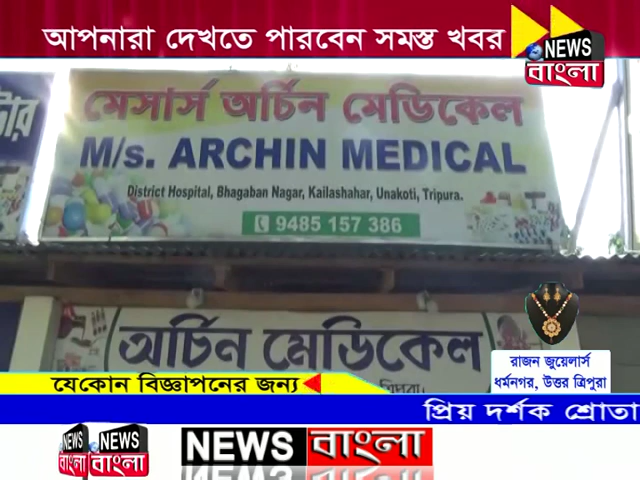 আপনারা দেখতে পারবেন সমস্ত খবর
NEWS
বাংলা
মেসার্স অর্চিন মেডিকেল
M/s. ARCHIN MEDICAL
District Hospital, Bhagaban Nagar, Kailashahar, Unakoti, Tripura.
9485 157 386
অর্চিন মেডিকেল
ত্রিপুরা।
রাজন জুয়েলার্স
ধর্মনগর, উত্তর ত্রিপুরা
যেকোন বিজ্ঞাপনের জন্য
প্রিয় দর্শক শ্রোতা
NEWS বাংলা
NEWS বাংলা
NEWS বাংলা